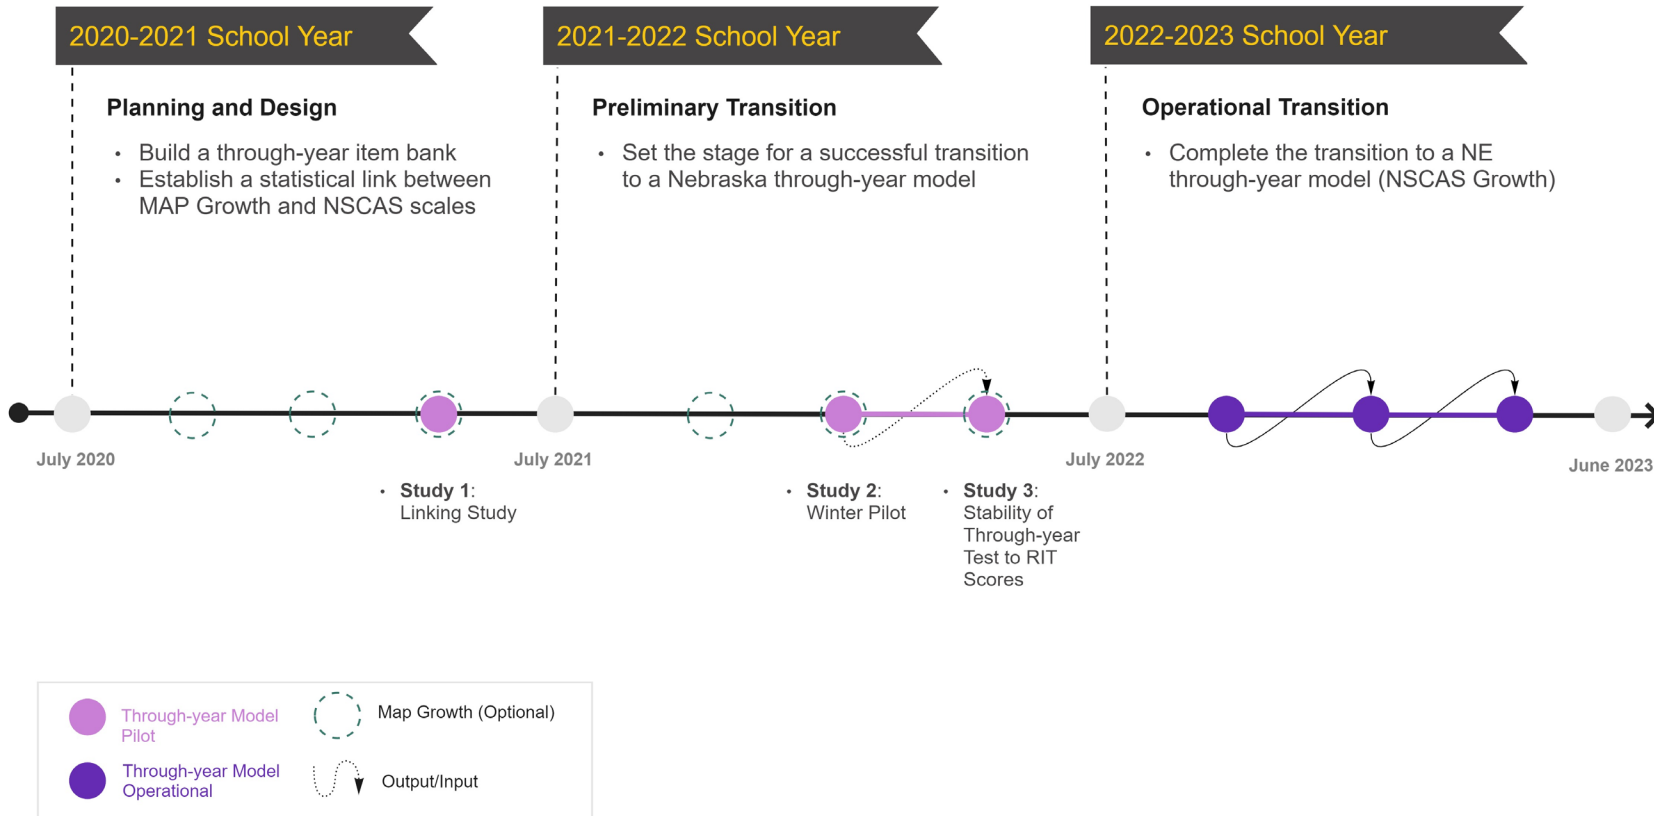 2020-2021 School Year
2021-2022 School Year
2022-2023 School Year
Planning and Design
• Build a through-year item bank
• Establish a statistical link between
MAP Growth and NSCAS scales
Preliminary Transition
• Set the stage for a successful transition
to a Nebraska through-year model
Operational Transition
• Complete the transition to a NE
through-year model (NSCAS Growth)
July 2020
July 2021
July 2022
June 2023
• Study 1:
Linking Study
• Study 2:
Winter Pilot
• Study 3:
Stability of
Through-year
Test to RIT
Scores
Through-year Model
Pilot
Map Growth (Optional)
Through-year Model
Operational
Output/Input